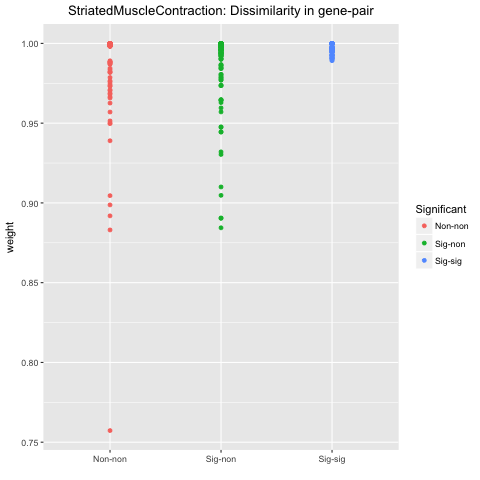 StriatedMuscleContraction: Dissimilarity in gene-pair
1.00
0.95
0.90
0.85
0.80
0.75
weight
Non-non
Sig-non
Sig-sig
Significant
Non-non
Sig-non
Sig-sig